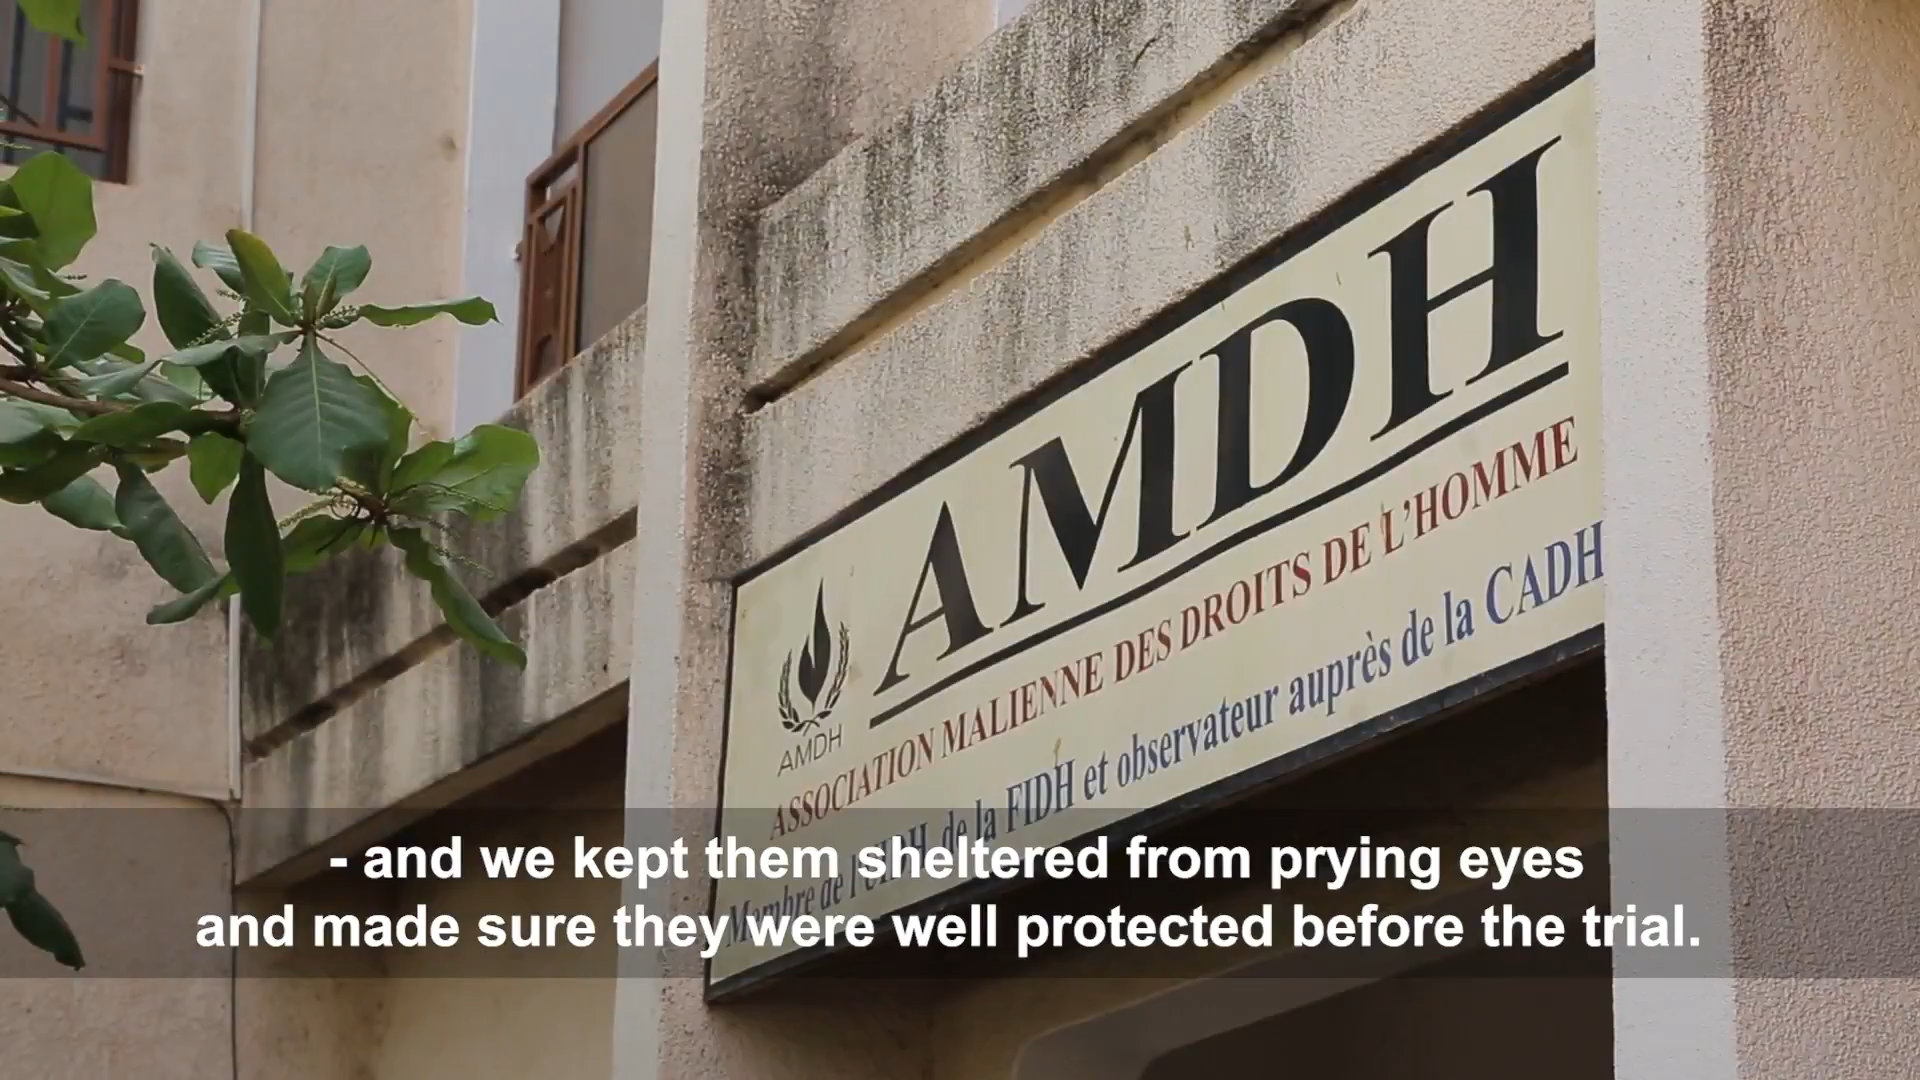 AMDH
ASSOCIATION MALIENNE DES DROITS DE L'HOMME
Membre de l'UIDH, de la FIDH et observateur auprès de la CADH
AMDH
- and we kept them sheltered from prying eyes
and made sure they were well protected before the trial.